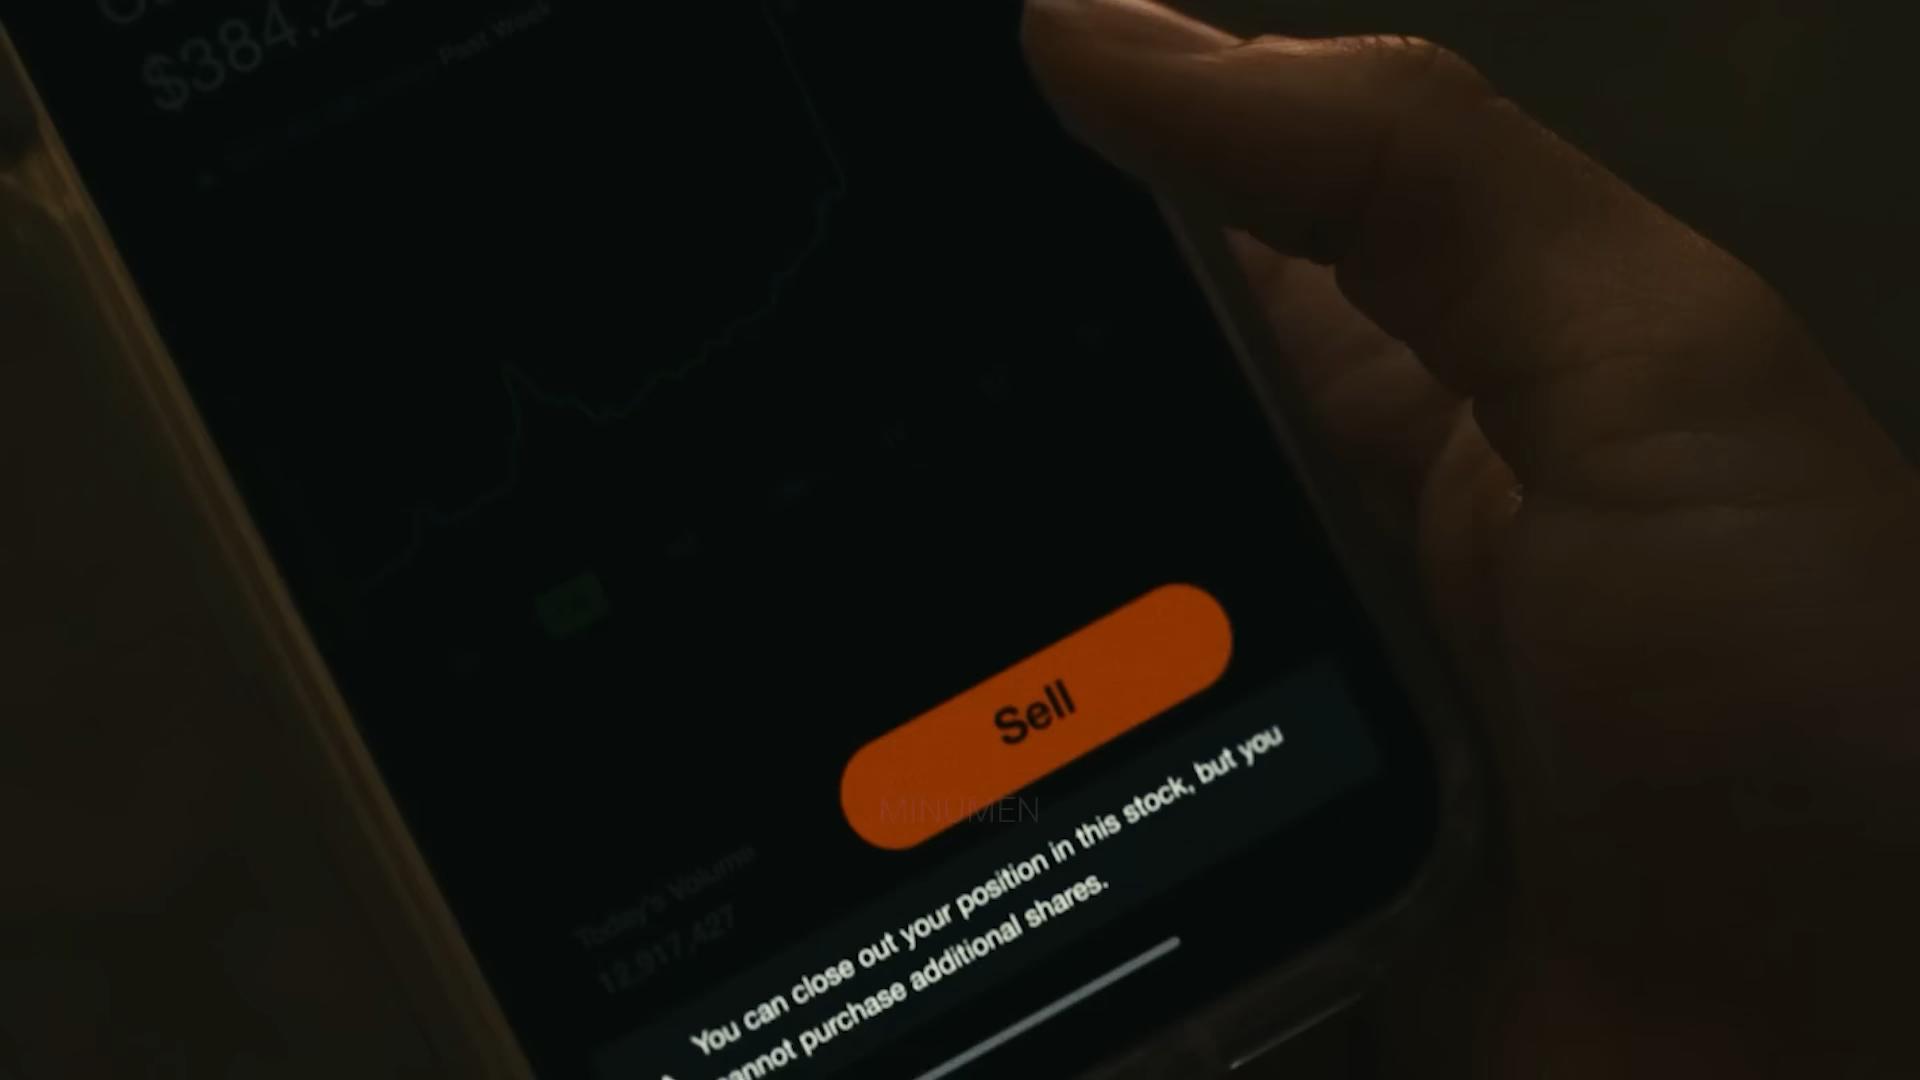 $384.2
Past Week
Sell
MINUMEN
Today's Volume
12,917,427
You can close out your position in this stock, but you
cannot purchase additional shares.